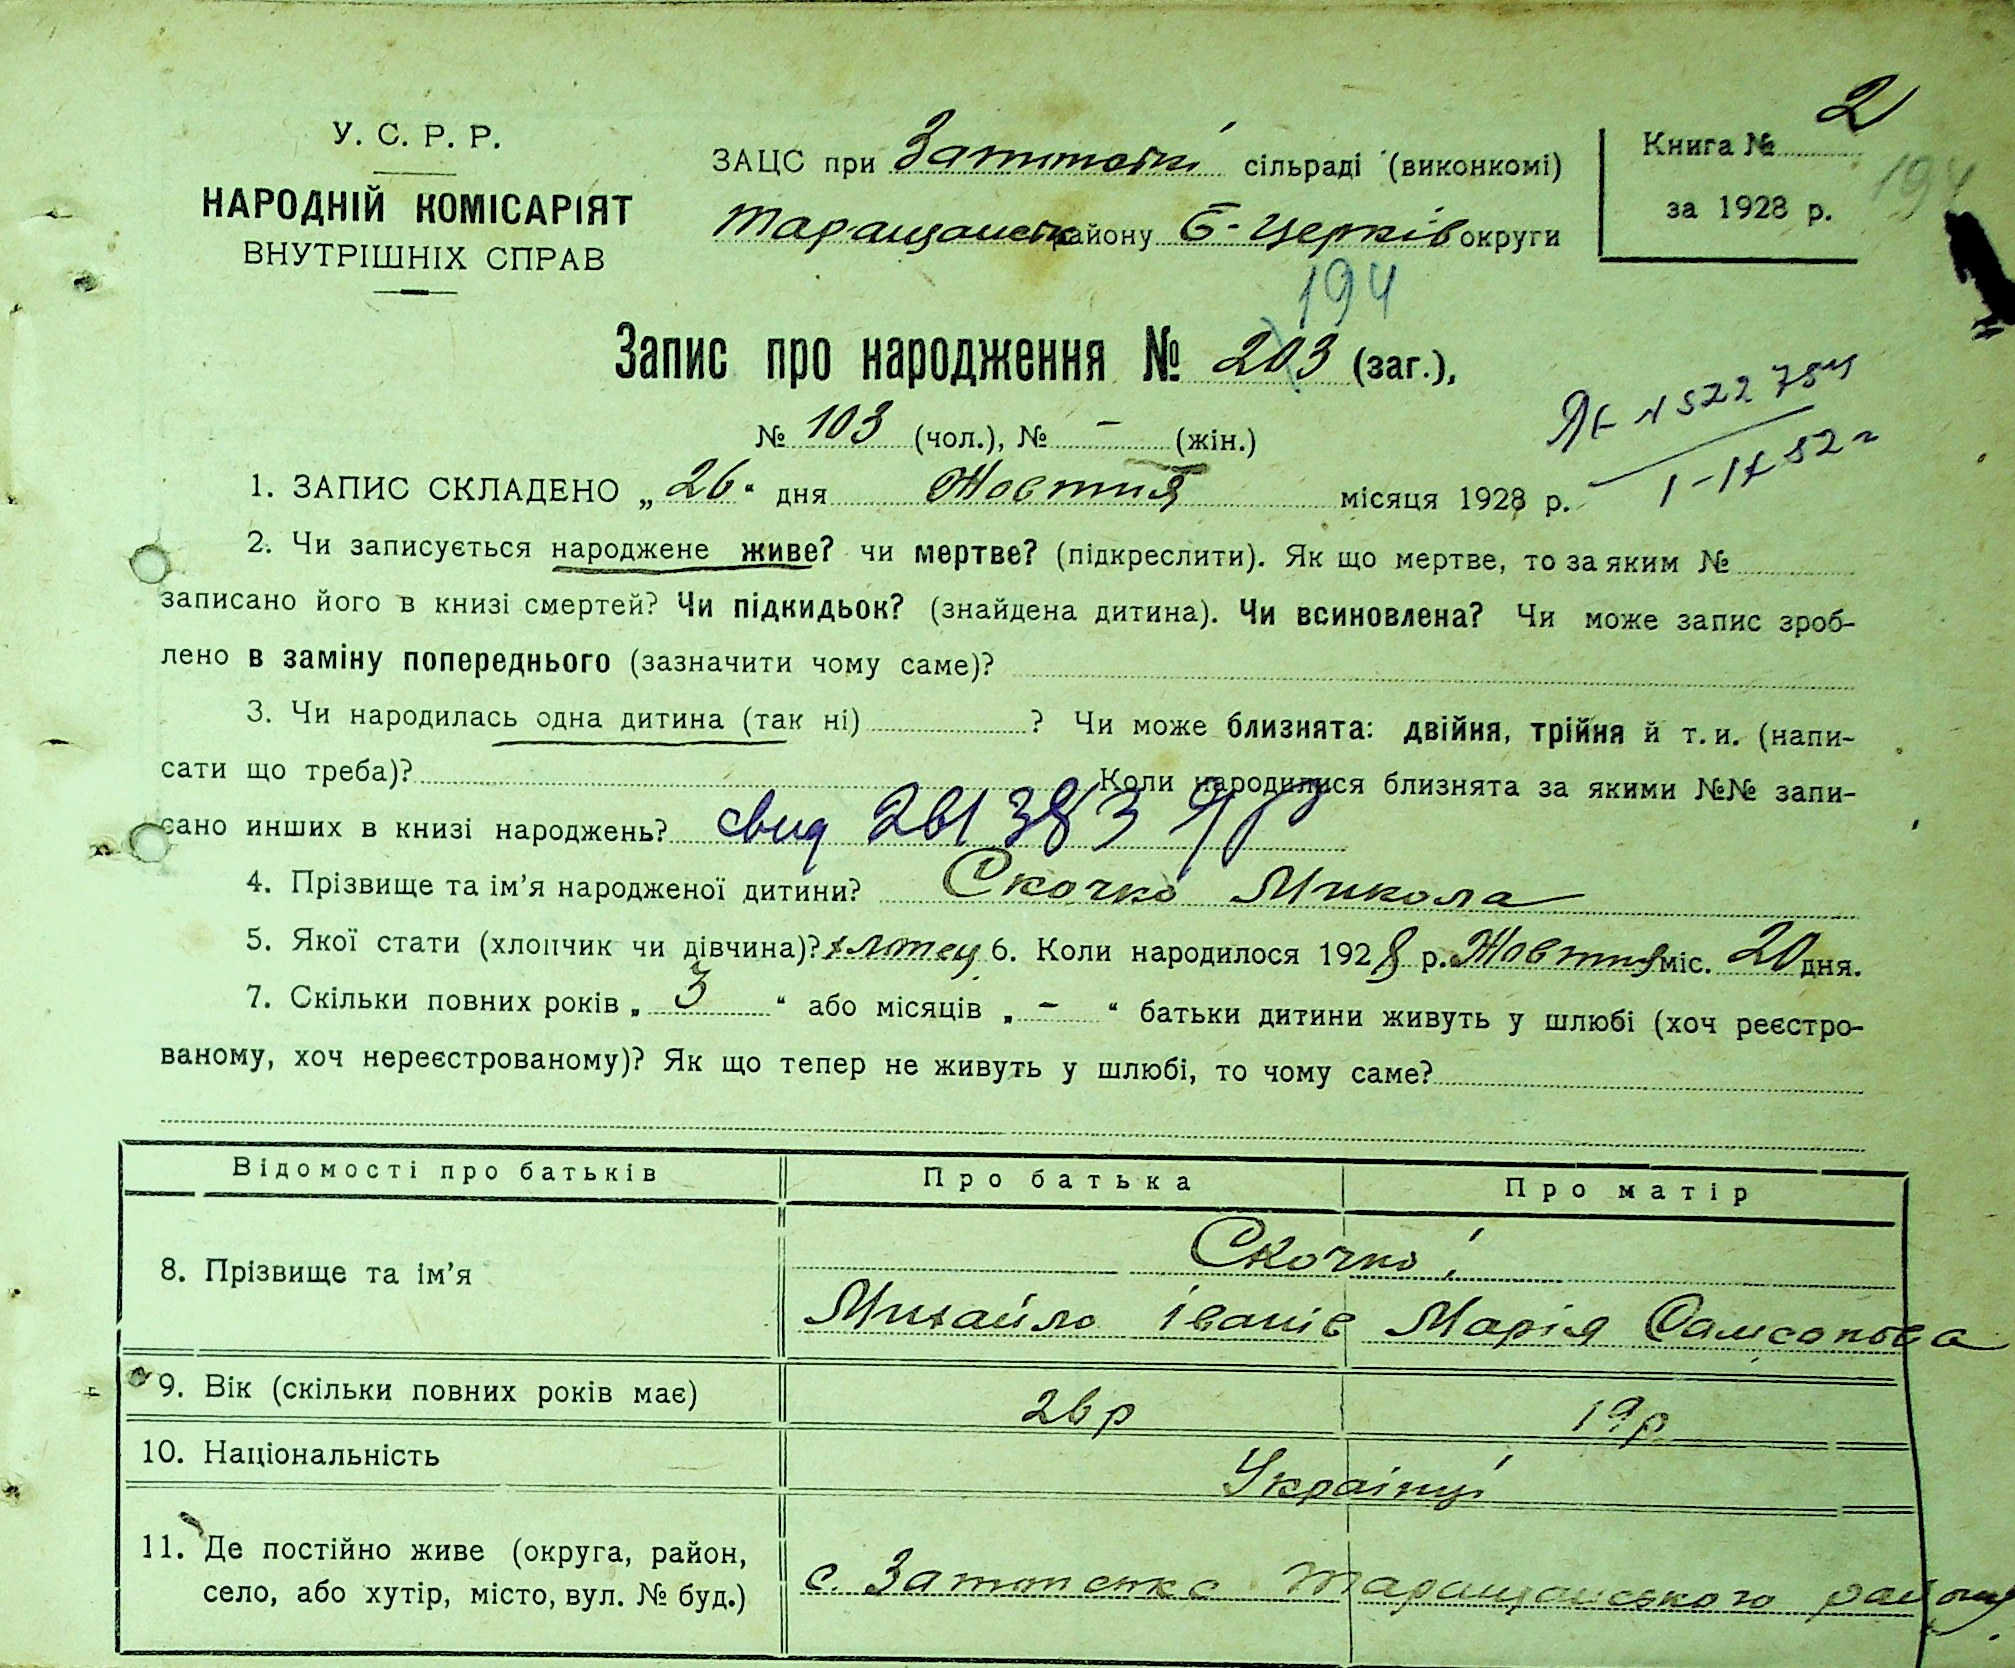 У. С. Р. Р.
НАРОДНІЙ КОМІСАРІЯТ
ВНУТРІШНІХ СПРАВ
ЗАЦС при сільраді (виконкомі)
Таращанськ району Б-Церків округи
Книга № 2
за 1928 р.
194
194
Запис про народження № 203 (заг.),
№ 103 (чол.), № - (жін.)
1. ЗАПИС СКЛАДЕНО „26“ дня Жовтня місяця 1928 р.
2. Чи записується народжене живе? чи мертве? (підкреслити). Як що мертве, то за яким №
записано його в книзі смертей? Чи підкидьок? (знайдена дитина). Чи всиновлена? Чи може запис зроб-
лено в заміну попереднього (зазначити чому саме)?
3. Чи народилась одна дитина (так ні) ? Чи може близнята: двійня, трійня й т. и. (напи-
сати що треба)? Коли народилися близнята за якими №№ запи-
сано инших в книзі народжень?
4. Прізвище та ім’я народженої дитини? Скочко Микола
5. Якої стати (хлопчик чи дівчина)? хлопец 6. Коли народилося 1928 р. Жовтня міс. 20 дня.
7. Скільки повних років „ 3 “ або місяців „ - “ батьки дитини живуть у шлюбі (хоч реєстро-
ваному, хоч нереєстрованому)? Як що тепер не живуть у шлюбі, то чому саме?
Відомості про батьків Про батька Про матір
8. Прізвище та ім’я Скочко
Михайло Іванів Марія Самсонова
9. Вік (скільки повних років має) 26 р 19 р
10. Національність Українці
11. Де постійно живе (округа, район,
село, або хутір, місто, вул. № буд.) с. Таращанського району